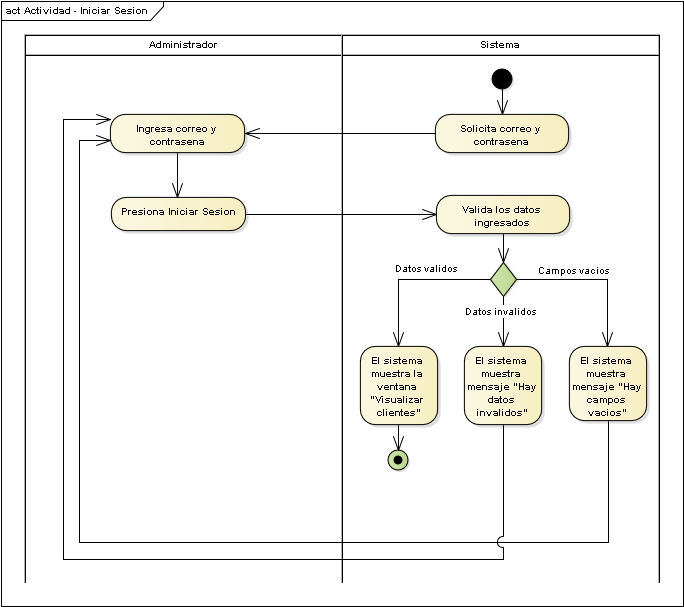 act Actividad - Iniciar Sesion
Administrador
Sistema
Ingresa correo y
contrasena
Solicita correo y
contrasena
Presiona Iniciar Sesion
Valida los datos
ingresados
Datos validos
Campos vacios
Datos invalidos
El sistema
muestra la
ventana
"Visualizar
clientes"
El sistema
muestra
mensaje "Hay
datos
invalidos"
El sistema
muestra
mensaje "Hay
campos
vacios"